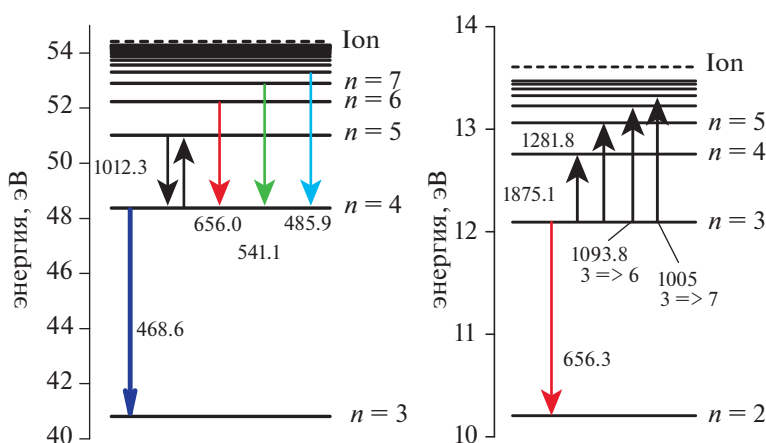 энергия, эВ
54
52
50
48
46
44
42
40
Ion
n = 7
n = 6
n = 5
n = 4
n = 3
1012.3
656.0
541.1
485.9
468.6
энергия, эВ
14
13
12
11
10
Ion
n = 5
n = 4
n = 3
n = 2
1281.8
1875.1
1093.8
3 => 6
1005
3 => 7
656.3